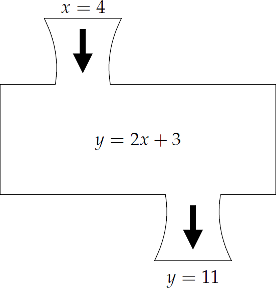 x = 4
y = 2x + 3
y = 11